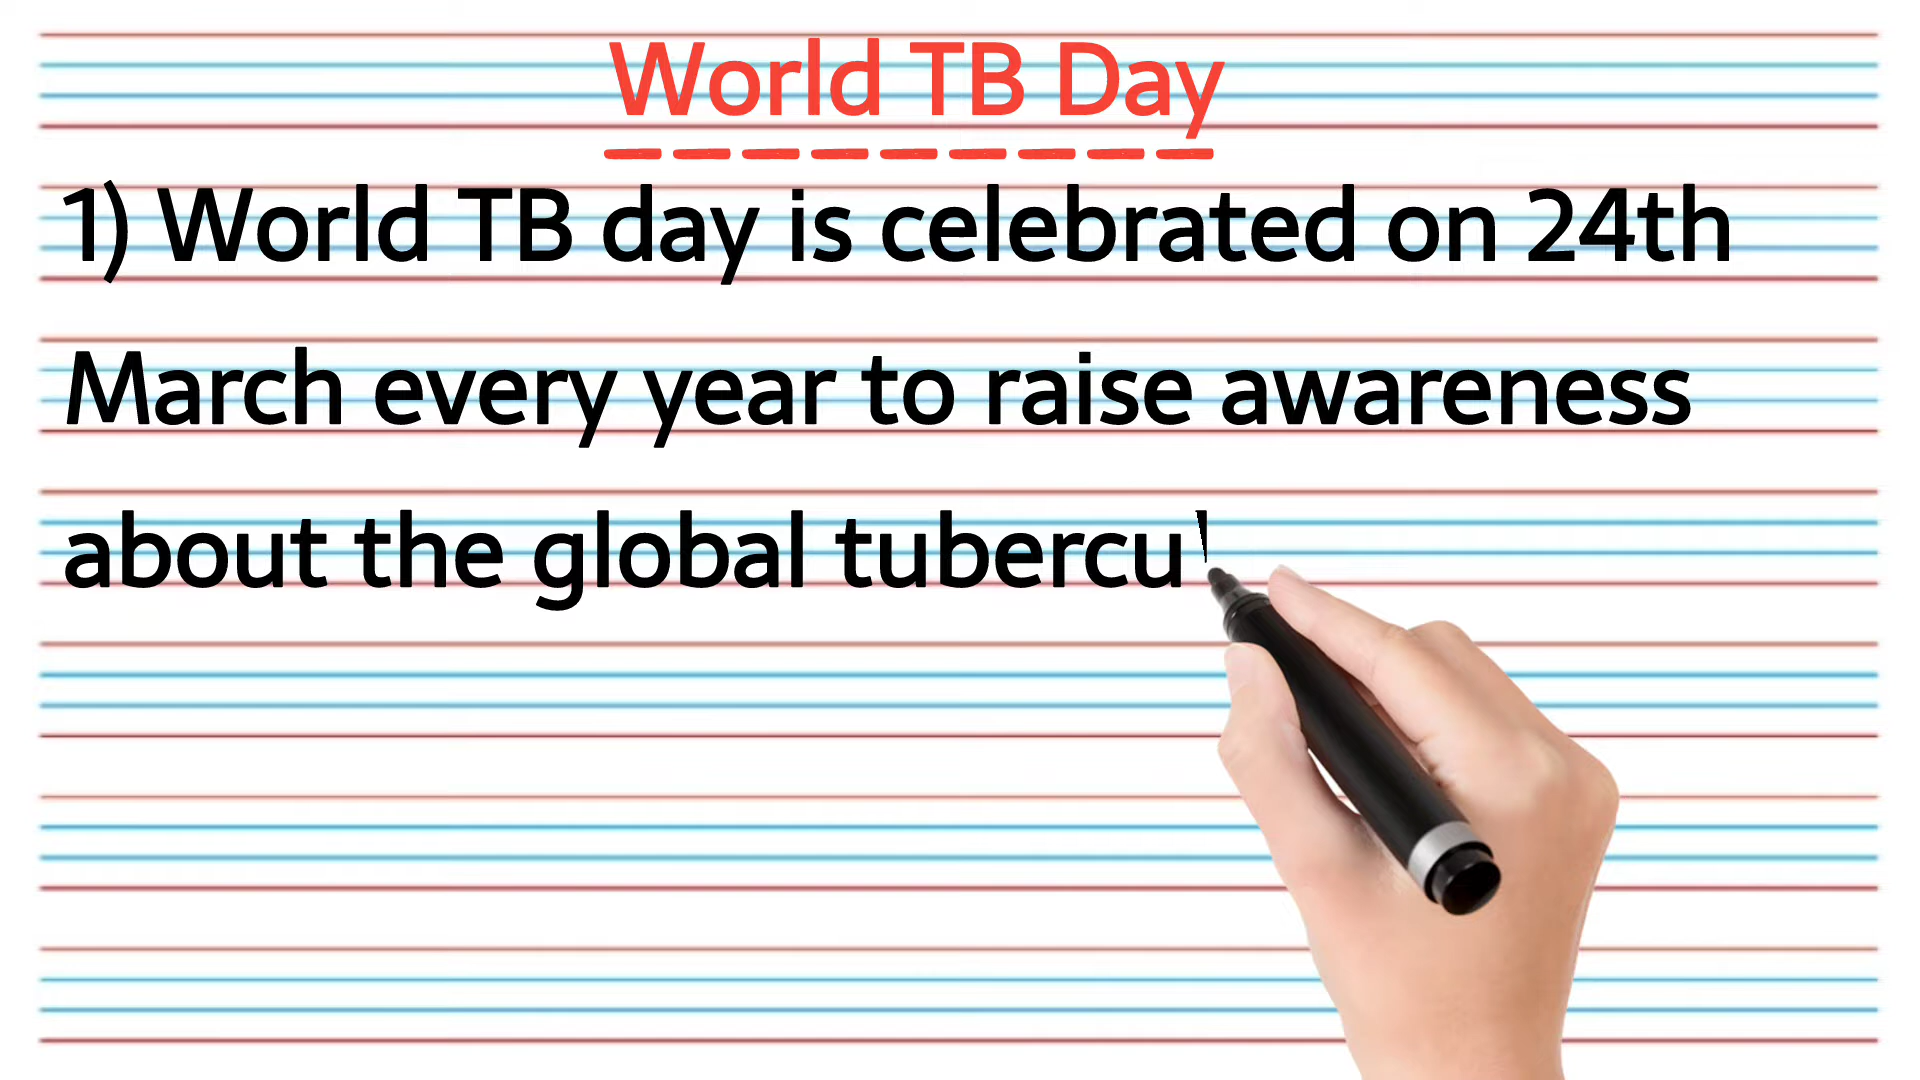 World TB Day
1) World TB day is celebrated on 24th
March every year to raise awareness
about the global tubercu